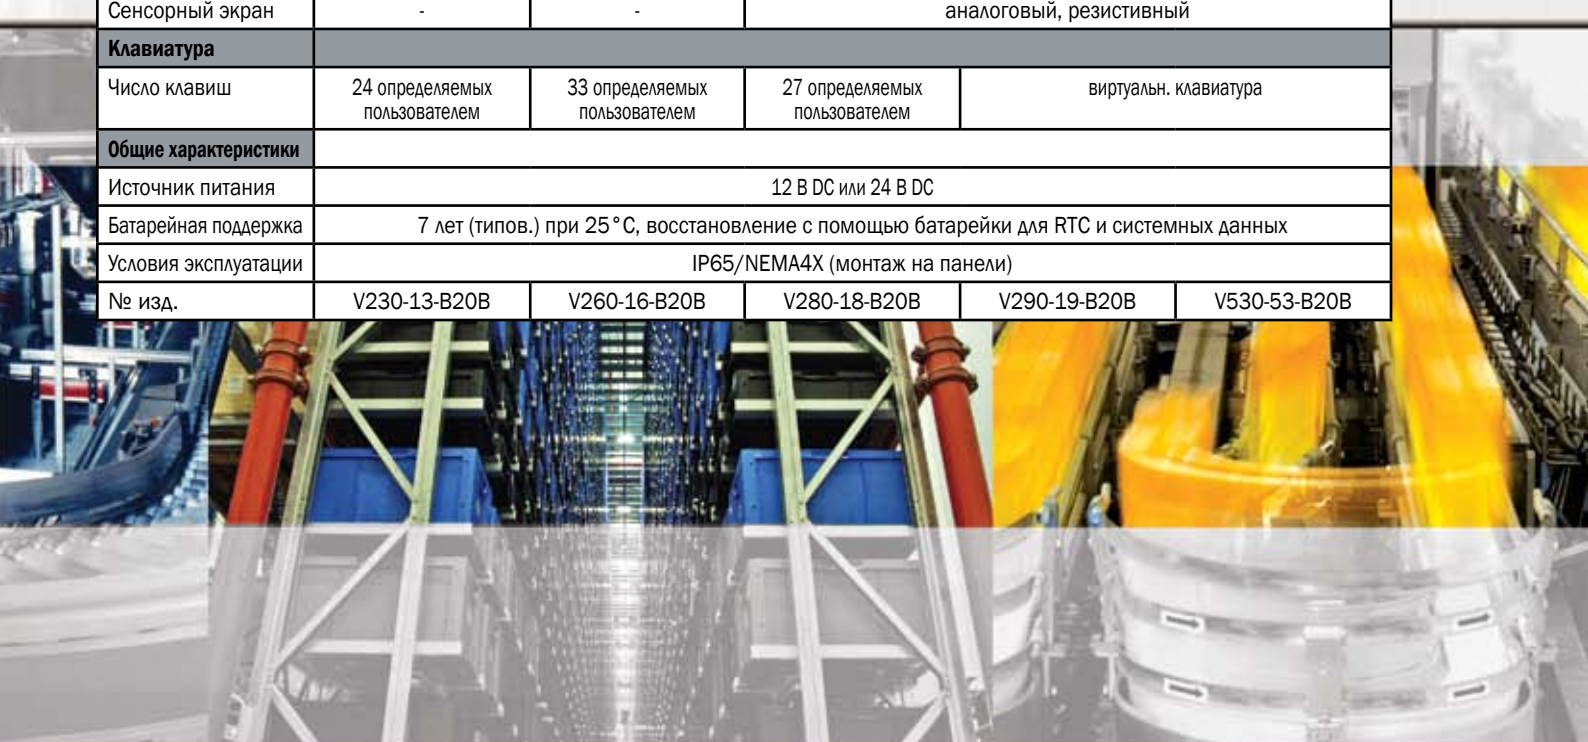 Сенсорный экран - - аналоговый, резистивный
Клавиатура
Число клавиш 24 определяемых пользователем 33 определяемых пользователем 27 определяемых пользователем виртуальн. клавиатура
Общие характеристики
Источник питания 12 В DC или 24 В DC
Батарейная поддержка 7 лет (типов.) при 25°С, восстановление с помощью батарейки для RTC и системных данных
Условия эксплуатации IP65/NEMA4X (монтаж на панели)
№ изд. V230-13-B20B V260-16-B20B V280-18-B20B V290-19-B20B V530-53-B20B